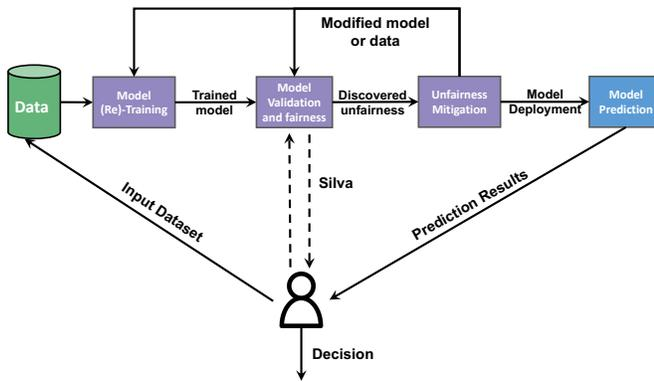 Modified model
or data
Data
Model
(Re)-Training
Trained
model
Model
Validation
and fairness
Discovered
unfairness
Unfairness
Mitigation
Model
Deployment
Model
Prediction
Silva
Input Dataset
Prediction Results
Decision